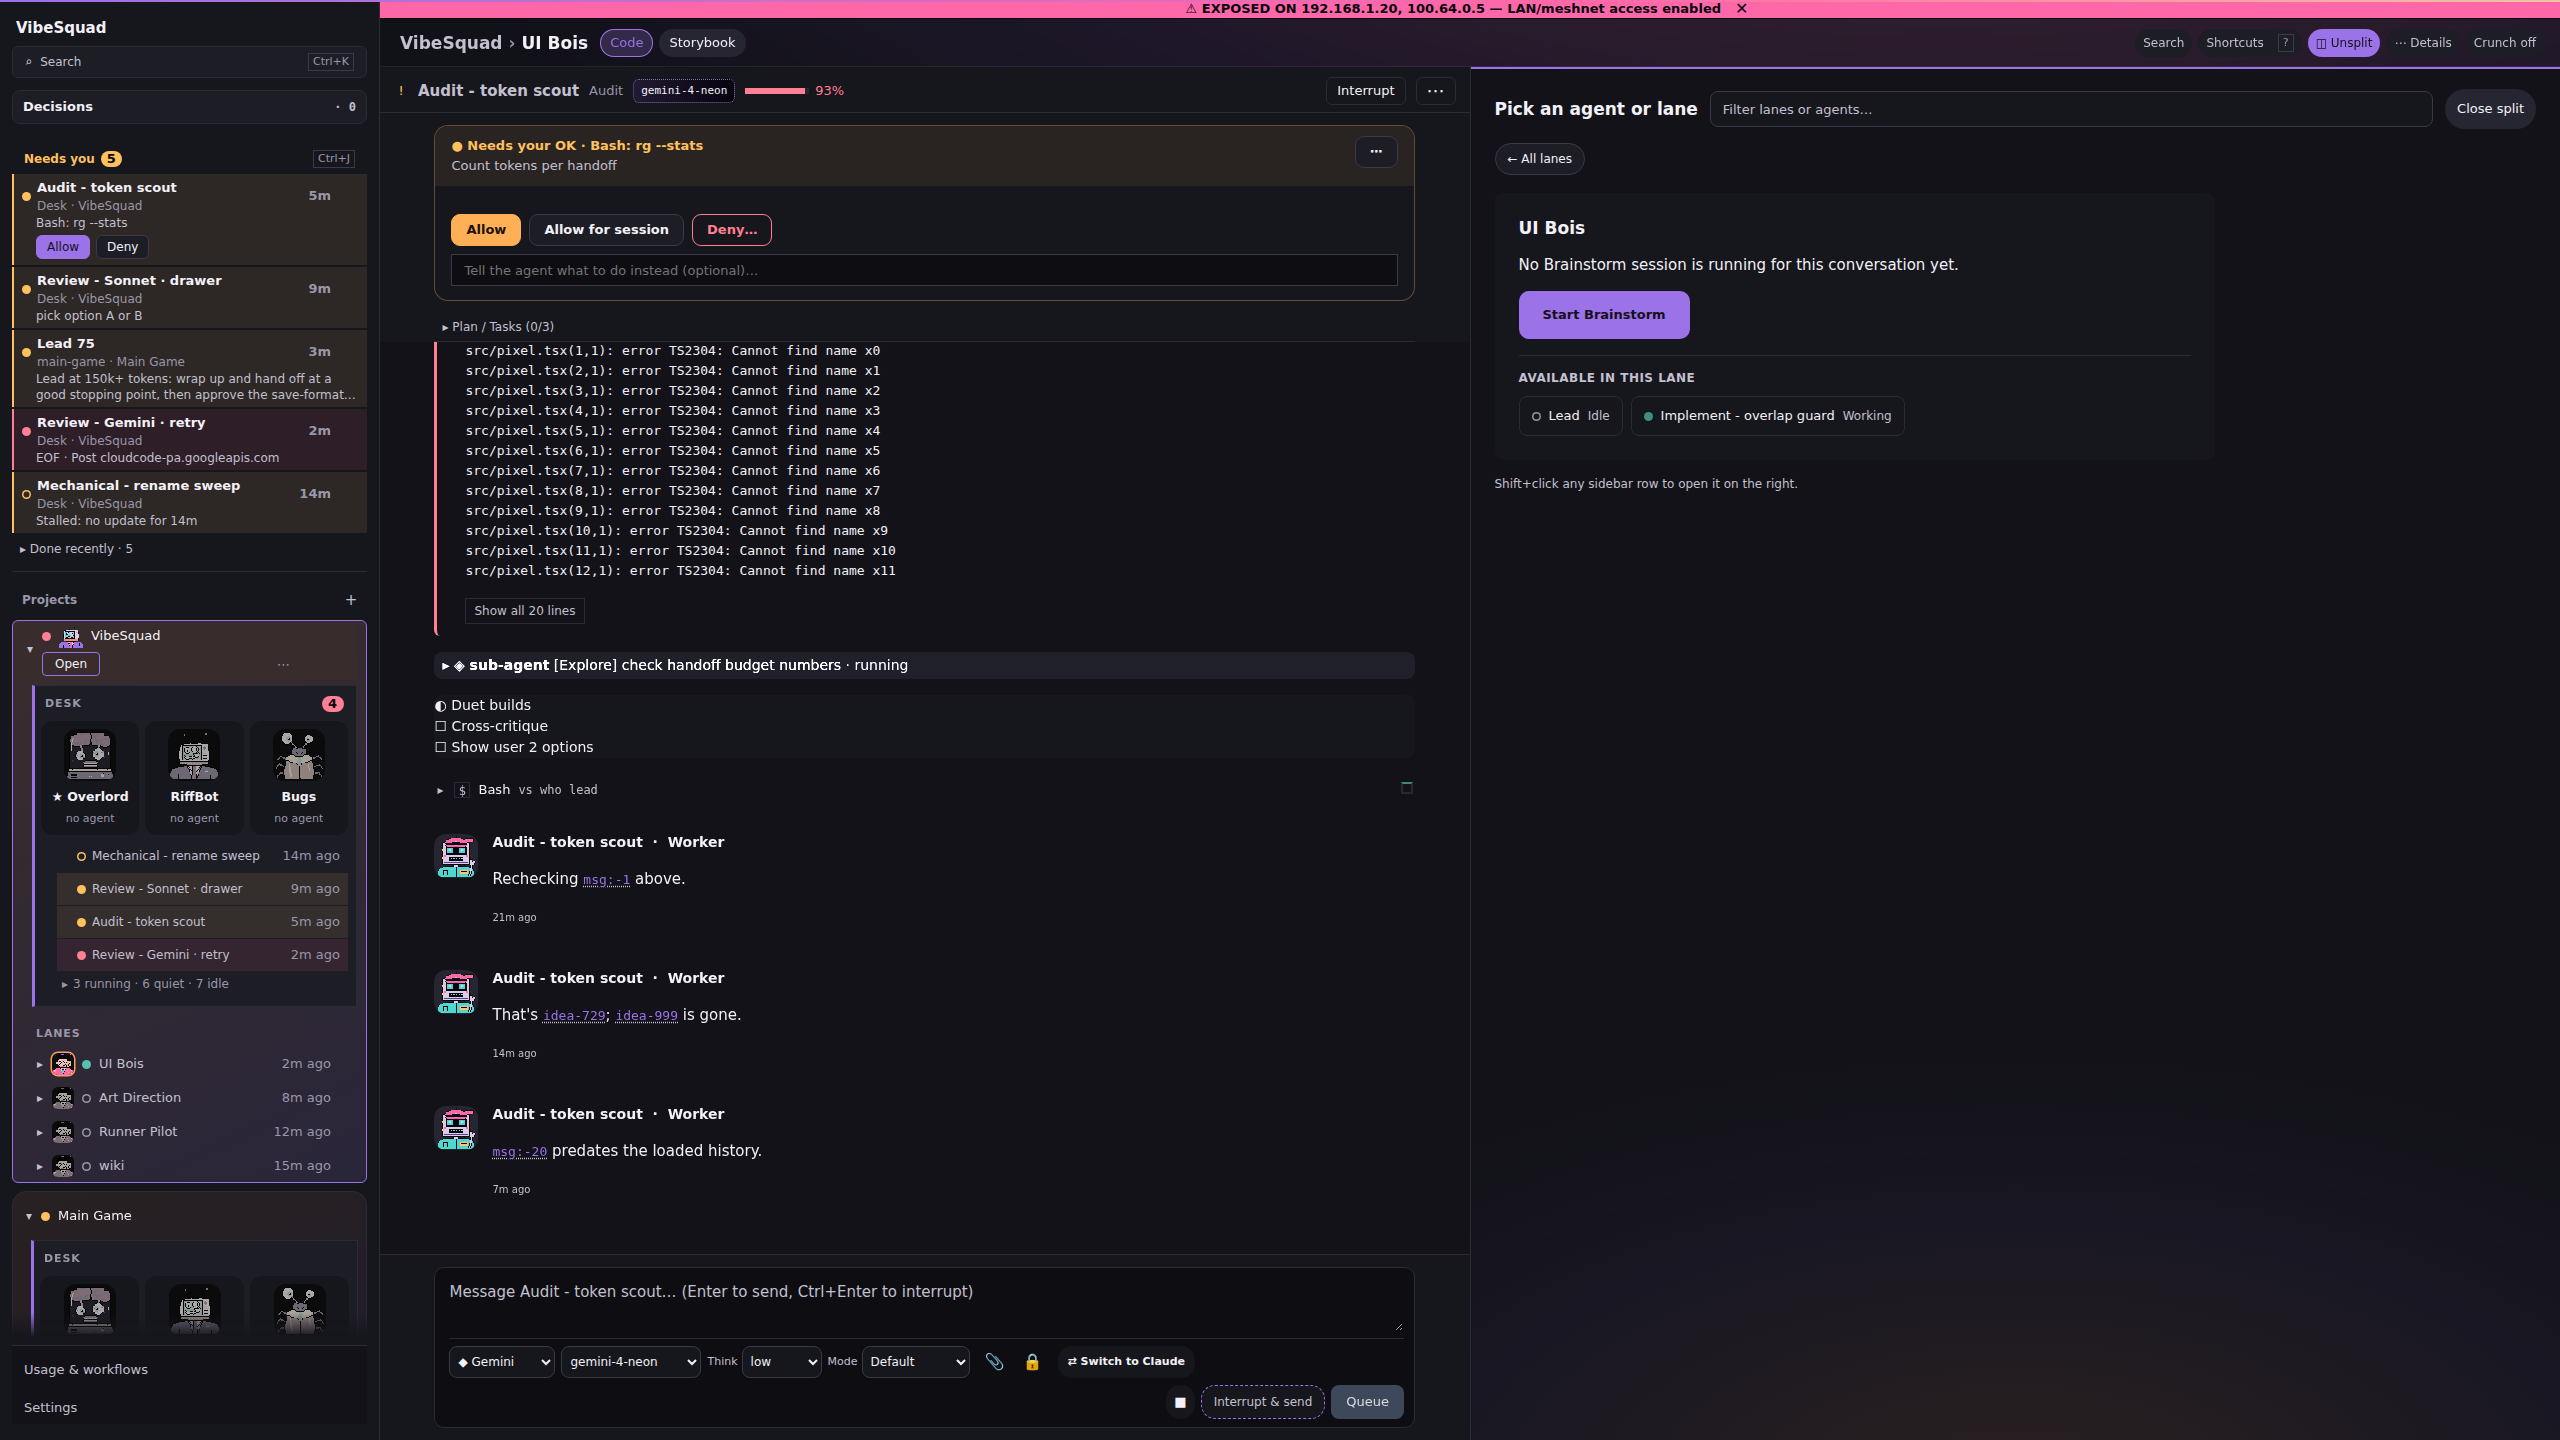 ⚠ EXPOSED ON 192.168.1.20, 100.64.0.5 — LAN/meshnet access enabled ✕
VibeSquad
⌕ Search Ctrl+K
Decisions · 0
Needs you 5 Ctrl+J
Audit - token scout 5m
Desk · VibeSquad
Bash: rg --stats
Allow Deny
Review - Sonnet · drawer 9m
Desk · VibeSquad
pick option A or B
Lead 75 3m
main-game · Main Game
Lead at 150k+ tokens: wrap up and hand off at a
good stopping point, then approve the save-format…
Review - Gemini · retry 2m
Desk · VibeSquad
EOF · Post cloudcode-pa.googleapis.com
Mechanical - rename sweep 14m
Desk · VibeSquad
Stalled: no update for 14m
▸ Done recently · 5
Projects +
▾ VibeSquad
Open ⋯
DESK 4
★ Overlord RiffBot Bugs
no agent no agent no agent
Mechanical - rename sweep 14m ago
Review - Sonnet · drawer 9m ago
Audit - token scout 5m ago
Review - Gemini · retry 2m ago
▸ 3 running · 6 quiet · 7 idle
LANES
▸ UI Bois 2m ago
▸ Art Direction 8m ago
▸ Runner Pilot 12m ago
▸ wiki 15m ago
▾ Main Game
DESK
Usage & workflows
Settings
VibeSquad › UI Bois Code Storybook
Search Shortcuts ? ◫ Unsplit ⋯ Details Crunch off
! Audit - token scout Audit gemini-4-neon 93% Interrupt ⋯
● Needs your OK · Bash: rg --stats ⋯
Count tokens per handoff
Allow Allow for session Deny…
Tell the agent what to do instead (optional)…
▸ Plan / Tasks (0/3)
src/pixel.tsx(1,1): error TS2304: Cannot find name x0
src/pixel.tsx(2,1): error TS2304: Cannot find name x1
src/pixel.tsx(3,1): error TS2304: Cannot find name x2
src/pixel.tsx(4,1): error TS2304: Cannot find name x3
src/pixel.tsx(5,1): error TS2304: Cannot find name x4
src/pixel.tsx(6,1): error TS2304: Cannot find name x5
src/pixel.tsx(7,1): error TS2304: Cannot find name x6
src/pixel.tsx(8,1): error TS2304: Cannot find name x7
src/pixel.tsx(9,1): error TS2304: Cannot find name x8
src/pixel.tsx(10,1): error TS2304: Cannot find name x9
src/pixel.tsx(11,1): error TS2304: Cannot find name x10
src/pixel.tsx(12,1): error TS2304: Cannot find name x11
Show all 20 lines
▸ ◈ sub-agent [Explore] check handoff budget numbers · running
◐ Duet builds
☐ Cross-critique
☐ Show user 2 options
▸ $ Bash vs who lead
Audit - token scout · Worker
Rechecking msg:-1 above.
21m ago
Audit - token scout · Worker
That's idea-729; idea-999 is gone.
14m ago
Audit - token scout · Worker
msg:-20 predates the loaded history.
7m ago
Message Audit - token scout… (Enter to send, Ctrl+Enter to interrupt)
◆ Gemini gemini-4-neon Think low Mode Default 📎 🔒 ⇄ Switch to Claude
■ Interrupt & send Queue
Pick an agent or lane Filter lanes or agents… Close split
← All lanes
UI Bois
No Brainstorm session is running for this conversation yet.
Start Brainstorm
AVAILABLE IN THIS LANE
Lead Idle Implement - overlap guard Working
Shift+click any sidebar row to open it on the right.